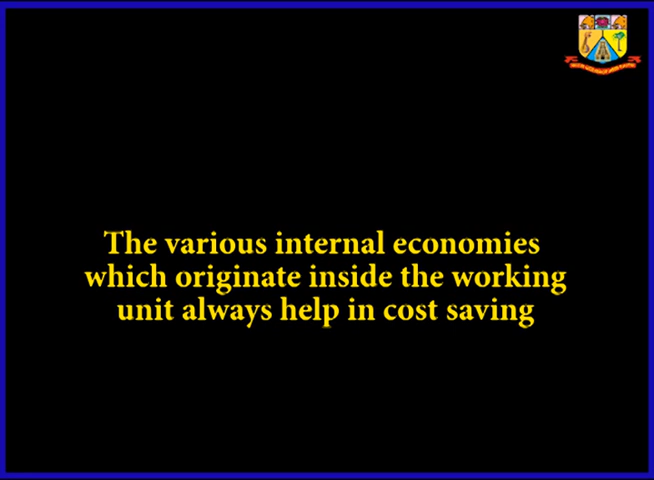 The various internal economies
which originate inside the working
unit always help in cost saving